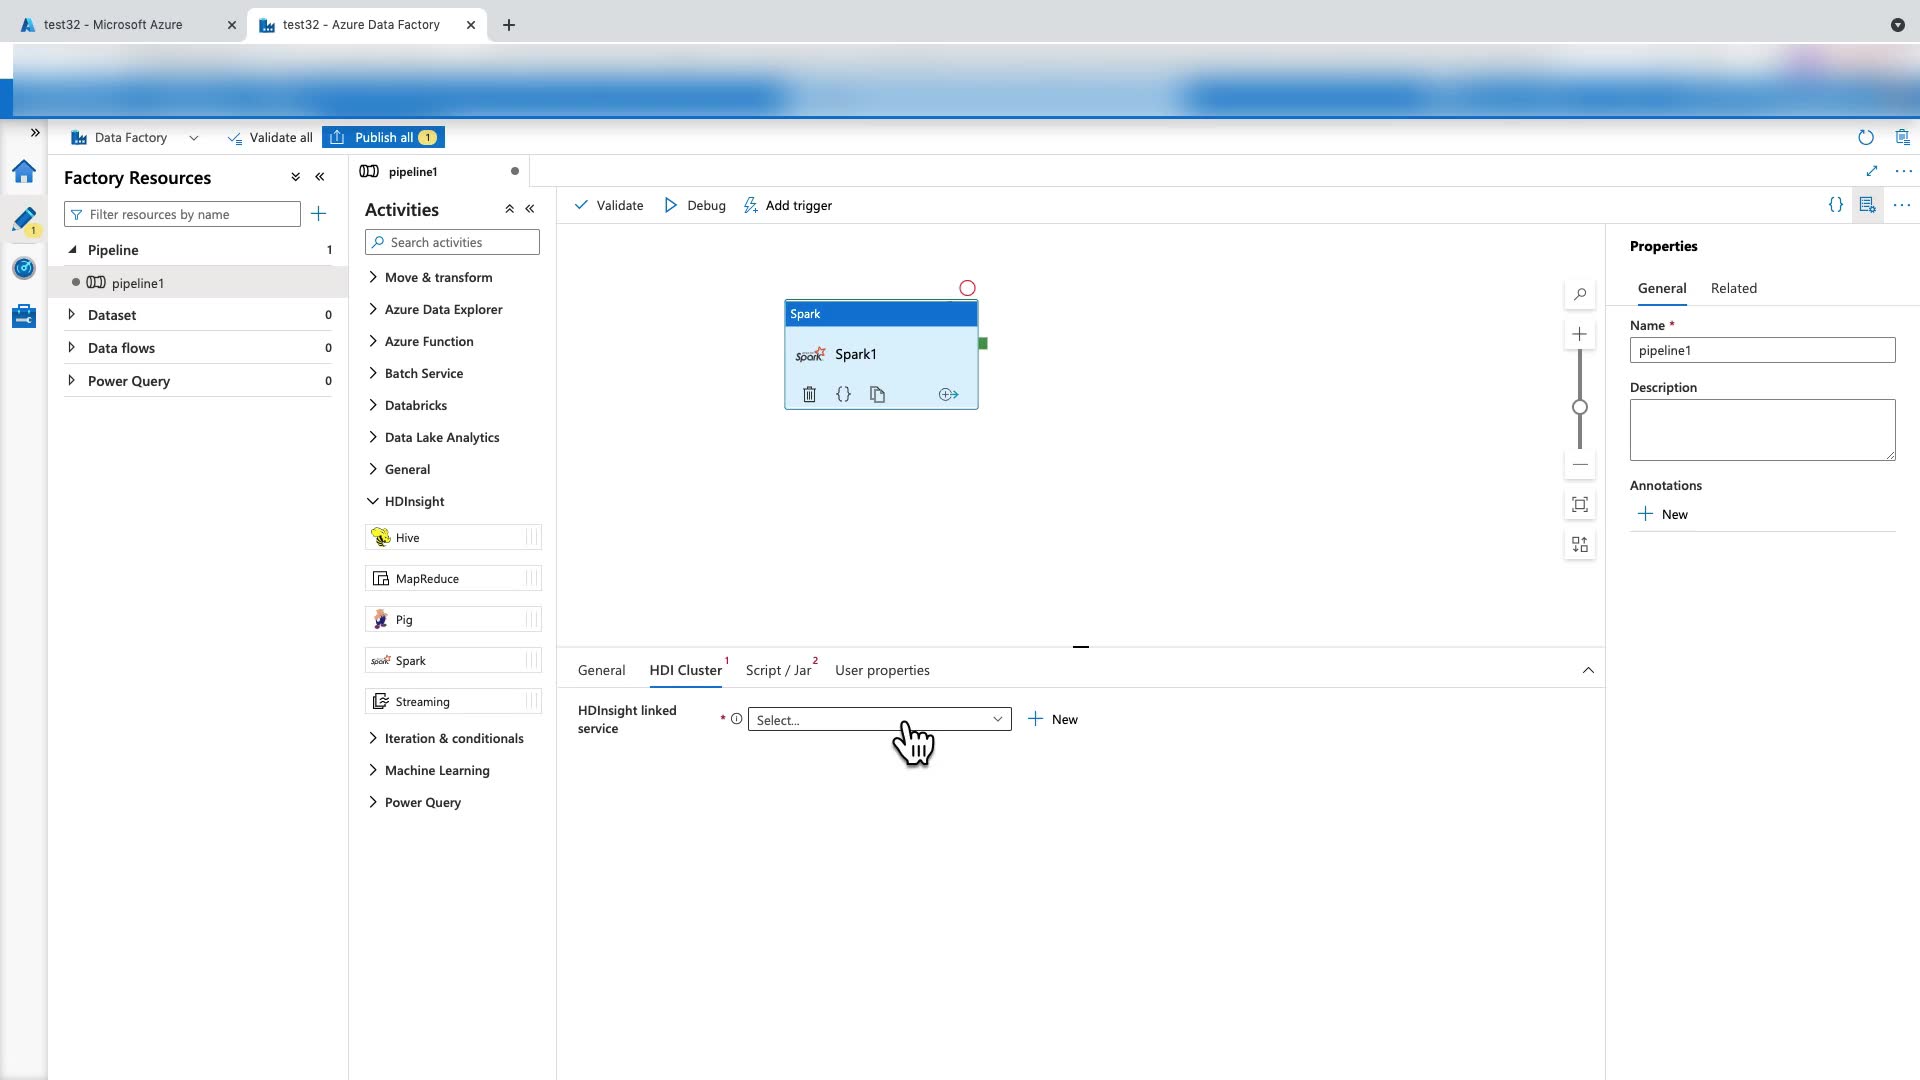 test32 - Microsoft Azure
test32 - Azure Data Factory
Data Factory
Validate all
Publish all 1
Factory Resources
Filter resources by name
1
Pipeline 1
pipeline1
Dataset 0
Data flows 0
Power Query 0
pipeline1
Activities
Search activities
Move & transform
Azure Data Explorer
Azure Function
Batch Service
Databricks
Data Lake Analytics
General
HDInsight
Hive
MapReduce
Pig
Spark Spark
Streaming
Iteration & conditionals
Machine Learning
Power Query
Validate
Debug
Add trigger
{}
Spark
Spark Spark1
{}
General
HDI Cluster 1
Script / Jar 2
User properties
HDInsight linked
service
*
Select...
New
Properties
General
Related
Name *
pipeline1
Description
Annotations
New